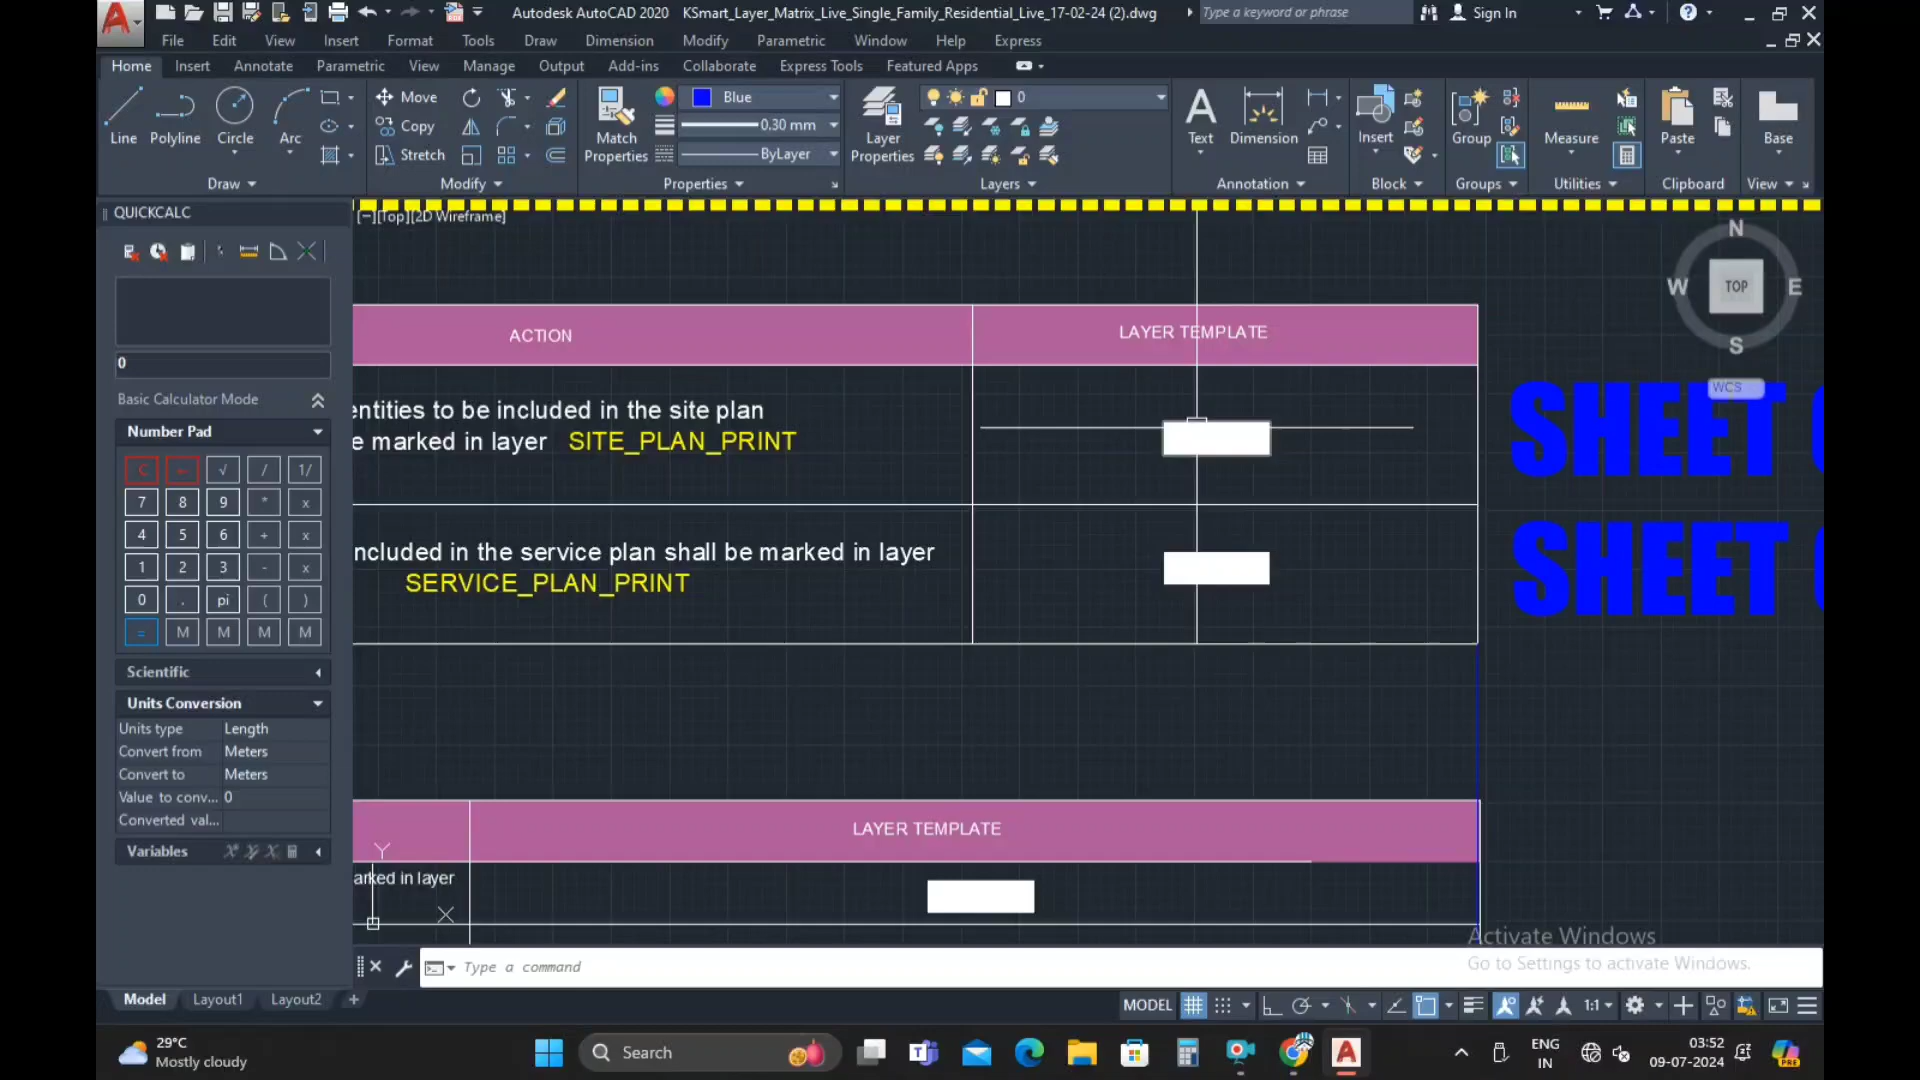 Autodesk AutoCAD 2020 KSmart_Layer_Matrix_Live_Single_Family_Residential_Live_17-02-24 (2).dwg
Type a keyword or phrase
Sign In
File Edit View Insert Format Tools Draw Dimension Modify Parametric Window Help Express
Home Insert Annotate Parametric View Manage Output Add-ins Collaborate Express Tools Featured Apps
Line Polyline Circle Arc
Move
Copy
Stretch
Match Properties
Blue
0.30 mm
ByLayer
Layer Properties
0
Text Dimension
Insert
Group
Measure
Paste
Base
Draw Modify Properties Layers Annotation Block Groups Utilities Clipboard View
QUICKCALC
[−][Top][2D Wireframe]
0
Basic Calculator Mode
Number Pad
C √ / 1/
7 8 9 * x
4 5 6 + x
1 2 3 - x
0 . pi ( )
= M M M M
Scientific
Units Conversion
Units type Length
Convert from Meters
Convert to Meters
Value to conv... 0
Converted val...
Variables
N
W TOP E
S
WCS
ACTION LAYER TEMPLATE
entities to be included in the site plan
e marked in layer SITE_PLAN_PRINT
ncluded in the service plan shall be marked in layer
SERVICE_PLAN_PRINT
SHEET
SHEET
LAYER TEMPLATE
arked in layer
Y
X
Activate Windows
Go to Settings to activate Windows.
Type a command
Model Layout1 Layout2 +
MODEL 1:1
29°C
Mostly cloudy
Search
ENG
IN
03:52
09-07-2024